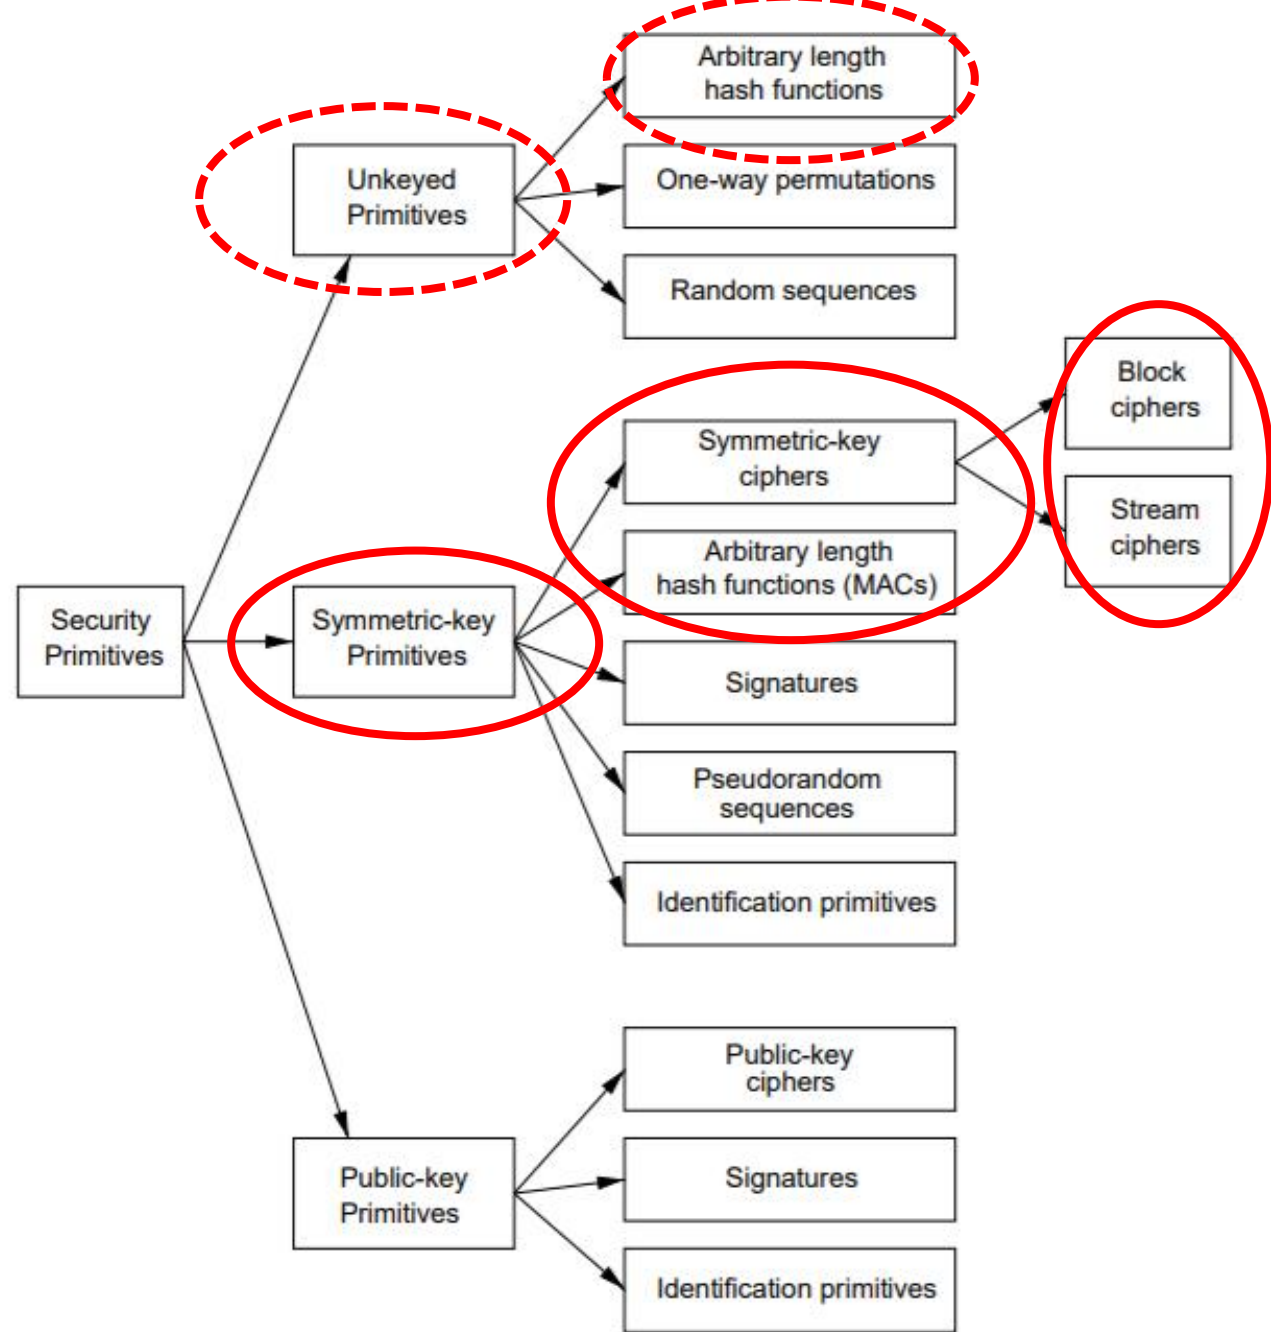 Arbitrary length
hash functions
Unkeyed
Primitives
One-way permutations
Random sequences
Block
ciphers
Symmetric-key
ciphers
Stream
ciphers
Arbitrary length
hash functions (MACs)
Security
Primitives
Symmetric-key
Primitives
Signatures
Pseudorandom
sequences
Identification primitives
Public-key
ciphers
Public-key
Primitives
Signatures
Identification primitives